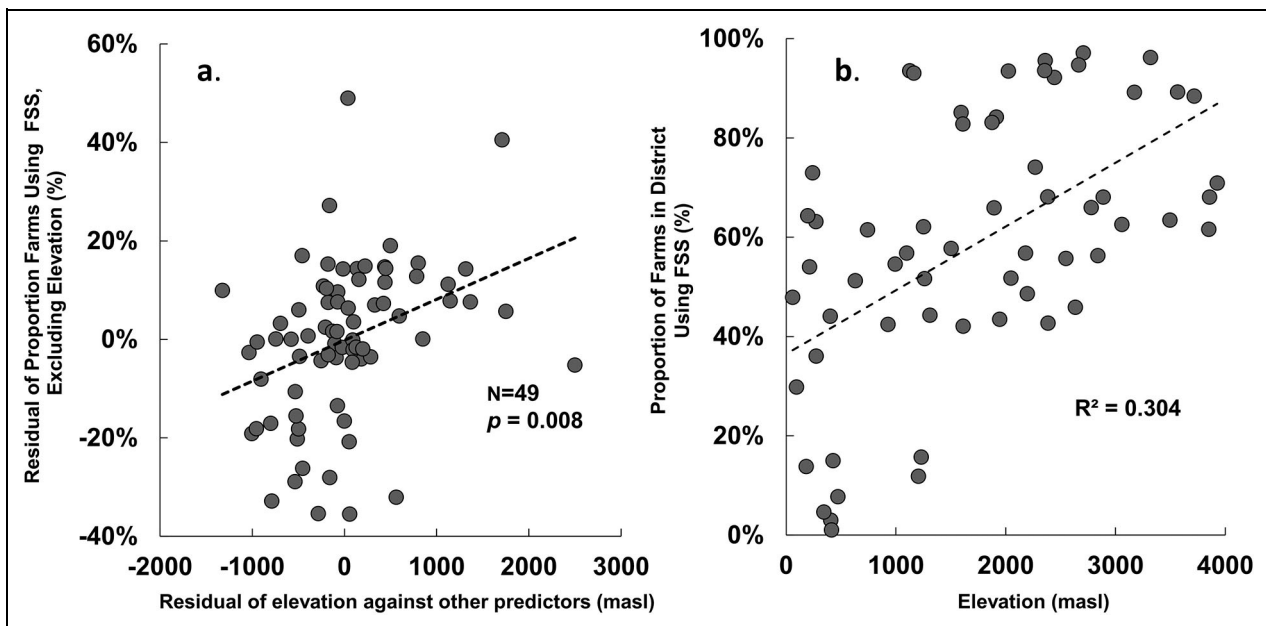 a.
60%
40%
20%
0%
-20%
-40%
Residual of Proportion Farms Using FSS,
Excluding Elevation (%)
N=49
p = 0.008
-2000 -1000 0 1000 2000 3000
Residual of elevation against other predictors (masl)
b.
100%
80%
60%
40%
20%
0%
Proportion of Farms in District
Using FSS (%)
R² = 0.304
0 1000 2000 3000 4000
Elevation (masl)